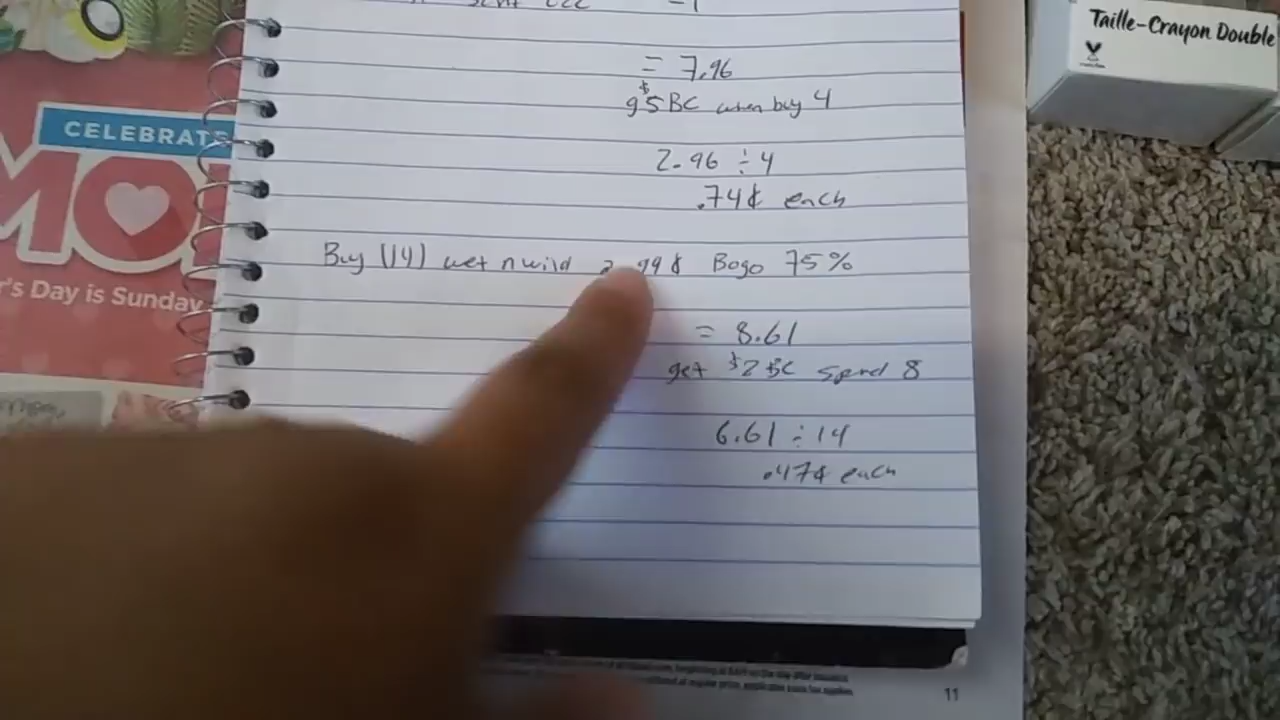 Taille-Crayon Double
= 7.96
g $5 BC when buy 4
CELEBRATE
2.96 ÷ 4
MO
.74¢ each
Buy (14) wet n wild .99¢ Bogo 75%
r's Day is Sunday
= 8.61
get $2 BC spend 8
6.61 ÷ 14
.47¢ each
11